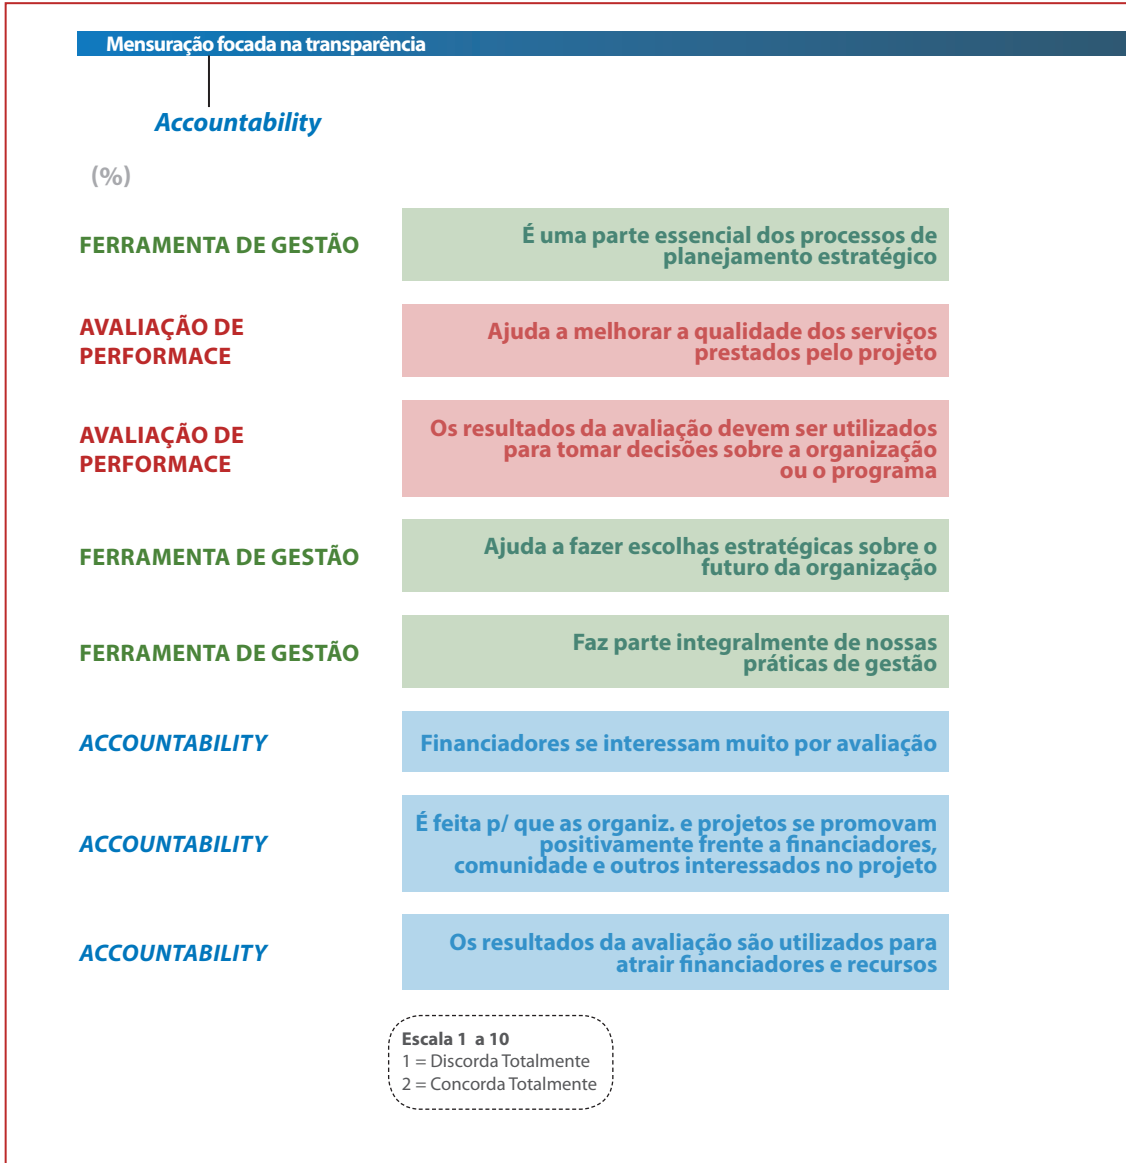 Mensuração focada na transparência
Accountability
(%)
FERRAMENTA DE GESTÃO
É uma parte essencial dos processos de
planejamento estratégico
AVALIAÇÃO DE
PERFORMACE
Ajuda a melhorar a qualidade dos serviços
prestados pelo projeto
AVALIAÇÃO DE
PERFORMACE
Os resultados da avaliação devem ser utilizados
para tomar decisões sobre a organização
ou o programa
FERRAMENTA DE GESTÃO
Ajuda a fazer escolhas estratégicas sobre o
futuro da organização
FERRAMENTA DE GESTÃO
Faz parte integralmente de nossas
práticas de gestão
ACCOUNTABILITY
Financiadores se interessam muito por avaliação
ACCOUNTABILITY
É feita p/ que as organiz. e projetos se promovam
positivamente frente a financiadores,
comunidade e outros interessados no projeto
ACCOUNTABILITY
Os resultados da avaliação são utilizados para
atrair financiadores e recursos
Escala 1 a 10
1 = Discorda Totalmente
2 = Concorda Totalmente